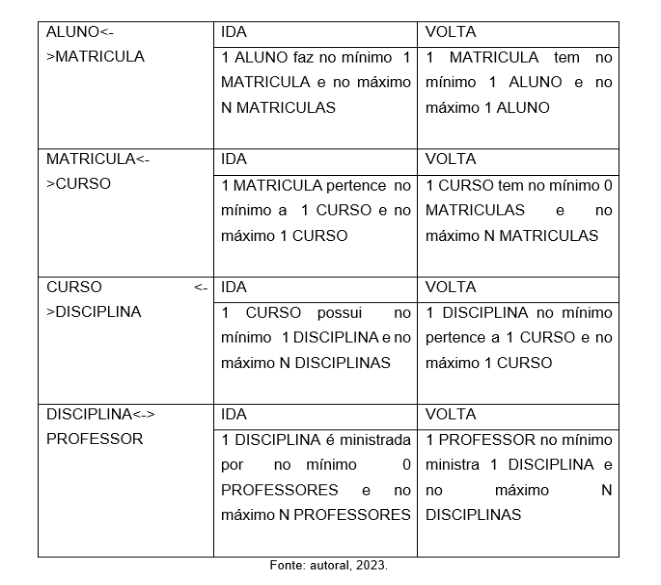 ALUNO<-
>MATRICULA
IDA
1 ALUNO faz no mínimo 1
MATRICULA e no máximo
N MATRICULAS
VOLTA
1 MATRICULA tem no
mínimo 1 ALUNO e no
máximo 1 ALUNO
MATRICULA<-
>CURSO
IDA
1 MATRICULA pertence no
mínimo a 1 CURSO e no
máximo 1 CURSO
VOLTA
1 CURSO tem no mínimo 0
MATRICULAS e no
máximo N MATRICULAS
CURSO <-
>DISCIPLINA
IDA
1 CURSO possui no
mínimo 1 DISCIPLINA e no
máximo N DISCIPLINAS
VOLTA
1 DISCIPLINA no mínimo
pertence a 1 CURSO e no
máximo 1 CURSO
DISCIPLINA<->
PROFESSOR
IDA
1 DISCIPLINA é ministrada
por no mínimo 0
PROFESSORES e no
máximo N PROFESSORES
VOLTA
1 PROFESSOR no mínimo
ministra 1 DISCIPLINA e
no máximo N
DISCIPLINAS
Fonte: autoral, 2023.